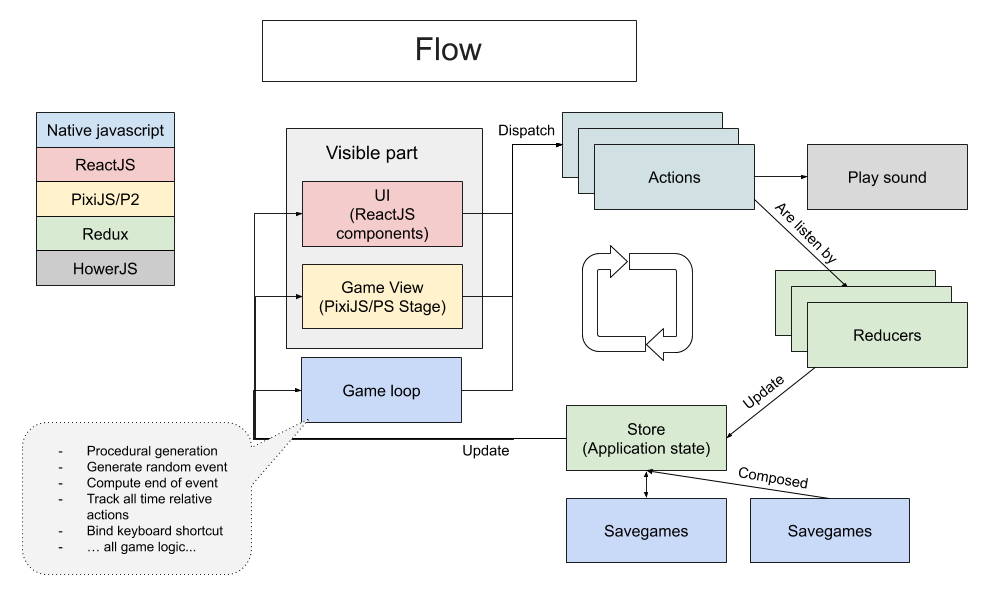 Flow
Native javascript
ReactJS
PixiJS/P2
Redux
HowerJS
Visible part
UI
(ReactJS
components)
Game View
(PixiJS/PS Stage)
Game loop
Dispatch
Actions
Play sound
Are listen by
Reducers
Update
Store
(Application state)
Update
Composed
Savegames
Savegames
- Procedural generation
- Generate random event
- Compute end of event
- Track all time relative
actions
- Bind keyboard shortcut
- … all game logic...